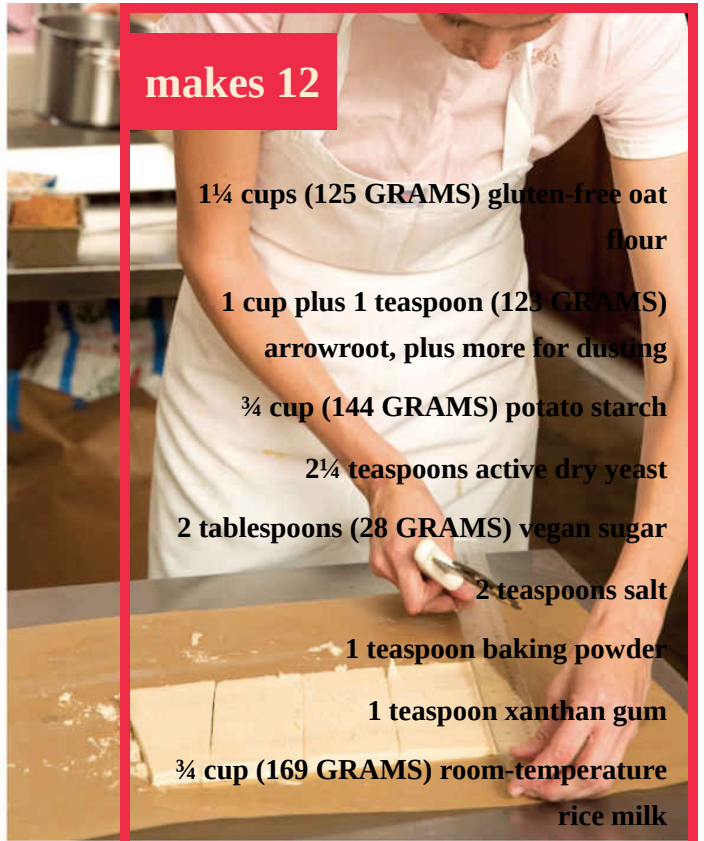 makes 12
1¼ cups (125 GRAMS) gluten-free oat
flour
1 cup plus 1 teaspoon (123 GRAMS)
arrowroot, plus more for dusting
¾ cup (144 GRAMS) potato starch
2¼ teaspoons active dry yeast
2 tablespoons (28 GRAMS) vegan sugar
2 teaspoons salt
1 teaspoon baking powder
1 teaspoon xanthan gum
¾ cup (169 GRAMS) room-temperature
rice milk